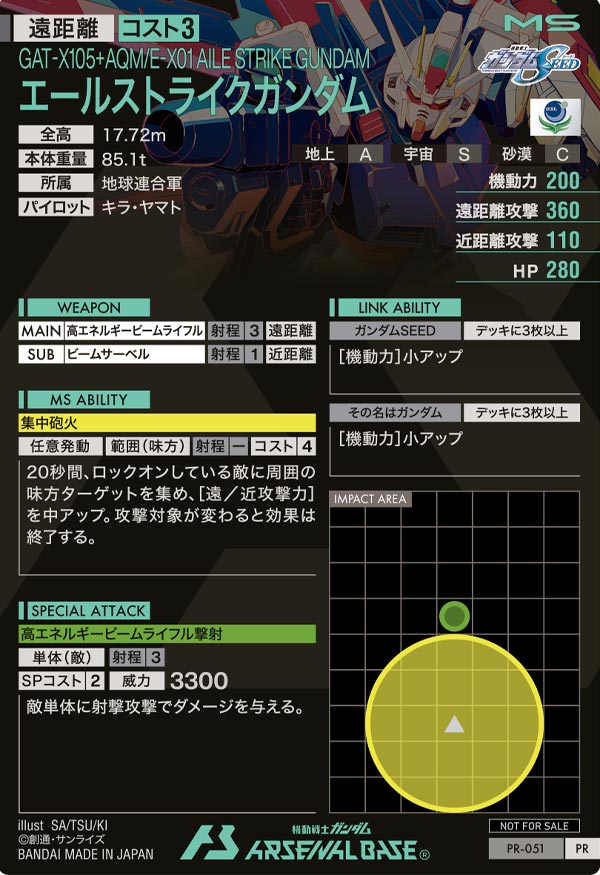 遠距離 コスト3
MS
GAT-X105+AQM/E-X01 AILE STRIKE GUNDAM
エールストライクガンダム
機動戦士 ガンダム SEED
全高 17.72m
本体重量 85.1t
所属 地球連合軍
パイロット キラ・ヤマト
地上 A 宇宙 S 砂漠 C
機動力 200
遠距離攻撃 360
近距離攻撃 110
HP 280
WEAPON
MAIN 高エネルギービームライフル 射程 3 遠距離
SUB ビームサーベル 射程 1 近距離
MS ABILITY
集中砲火
任意発動 範囲(味方) 射程 ー コスト 4
20秒間、ロックオンしている敵に周囲の
味方ターゲットを集め、[遠/近攻撃力]
を中アップ。攻撃対象が変わると効果は
終了する。
SPECIAL ATTACK
高エネルギービームライフル撃射
単体(敵) 射程 3
SPコスト 2 威力 3300
敵単体に射撃攻撃でダメージを与える。
LINK ABILITY
ガンダムSEED デッキに3枚以上
[機動力]小アップ
その名はガンダム デッキに3枚以上
[機動力]小アップ
IMPACT AREA
illust SA/TSU/KI
©創通・サンライズ
BANDAI MADE IN JAPAN
機動戦士ガンダム
ARSENAL BASE®
NOT FOR SALE
PR-051 PR